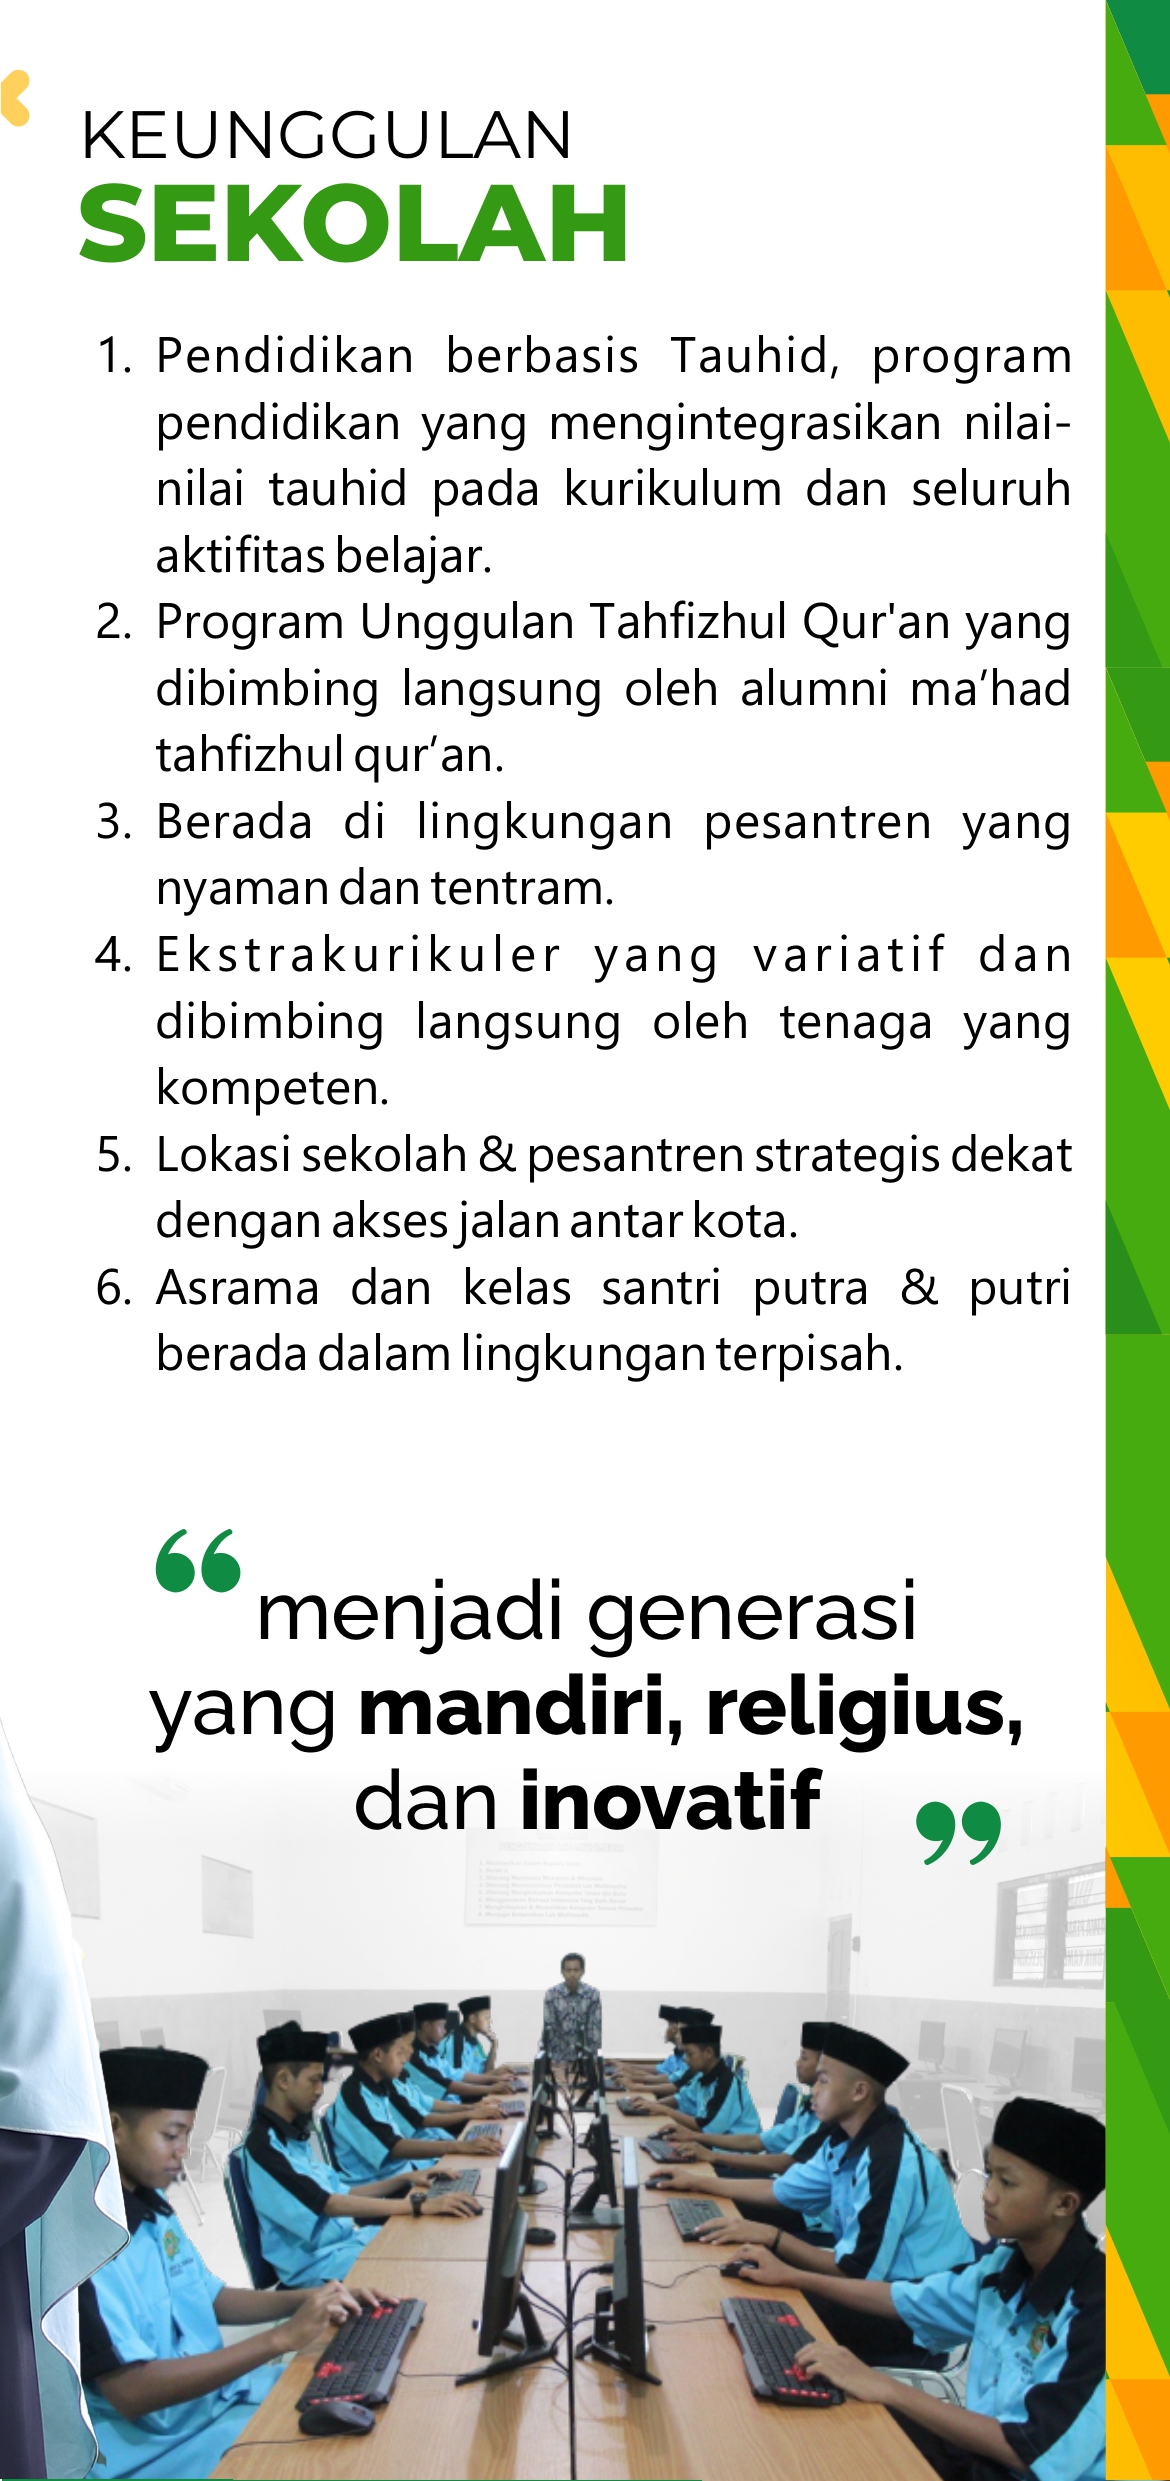 KEUNGGULAN
SEKOLAH
1. Pendidikan berbasis Tauhid, program
pendidikan yang mengintegrasikan nilai-
nilai tauhid pada kurikulum dan seluruh
aktifitas belajar.
2. Program Unggulan Tahfizhul Qur'an yang
dibimbing langsung oleh alumni ma’had
tahfizhul qur’an.
3. Berada di lingkungan pesantren yang
nyaman dan tentram.
4. Ekstrakurikuler yang variatif dan
dibimbing langsung oleh tenaga yang
kompeten.
5. Lokasi sekolah & pesantren strategis dekat
dengan akses jalan antar kota.
6. Asrama dan kelas santri putra & putri
berada dalam lingkungan terpisah.
“menjadi generasi
yang mandiri, religius,
dan inovatif”